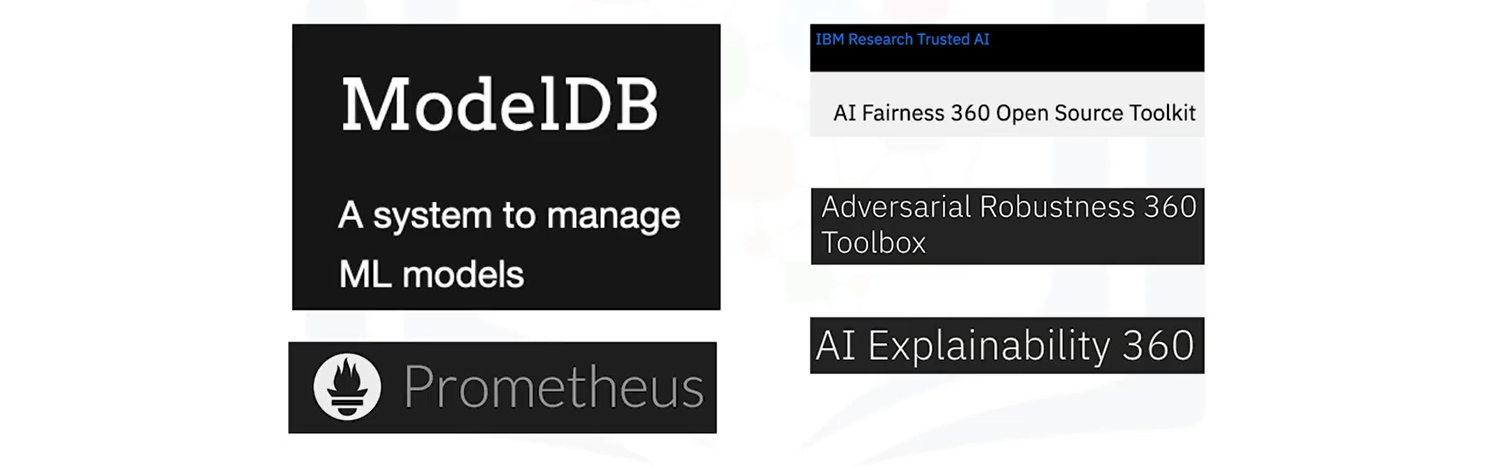 ModelDB
A system to manage
ML models
Prometheus
IBM Research Trusted AI
AI Fairness 360 Open Source Toolkit
Adversarial Robustness 360
Toolbox
AI Explainability 360